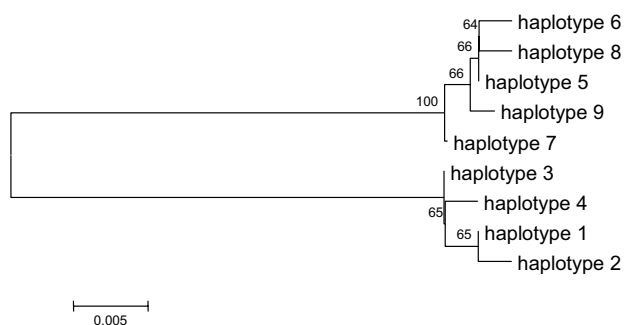 64
haplotype 6
66
haplotype 8
66
haplotype 5
100
haplotype 9
haplotype 7
haplotype 3
65
haplotype 4
65
haplotype 1
haplotype 2
0.005